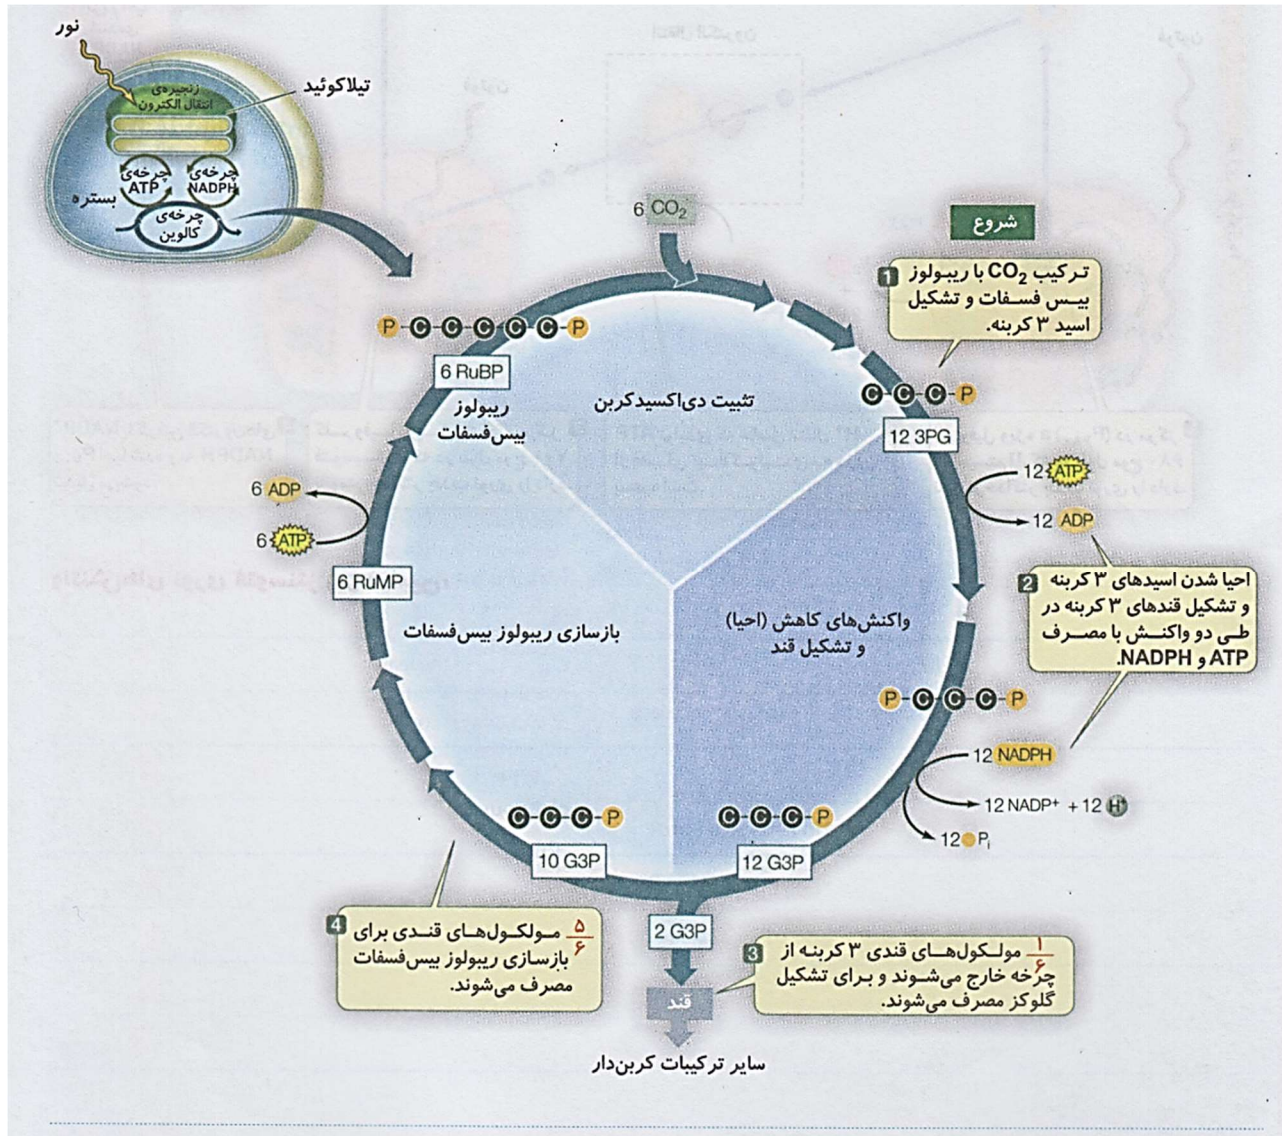 نور
تیلاکوئید
زنجیره‌ی
انتقال الکترون
چرخه‌ی
ATP
چرخه‌ی
NADPH
بستره
چرخه‌ی
کالوین
6 CO2
شروع
1
ترکیب CO2 با ریبولوز
بیس فسفات و تشکیل
اسید ۳ کربنه.
P-C-C-C-C-C-P
6 RuBP
ریبولوز
بیس‌فسفات
تثبیت دی‌اکسیدکربن
C-C-C-P
12 3PG
12 ATP
12 ADP
6 ADP
6 ATP
6 RuMP
2
احیا شدن اسیدهای ۳ کربنه
و تشکیل قندهای ۳ کربنه در
طی دو واکنش با مصرف
ATP و NADPH.
واکنش‌های کاهش (احیا)
و تشکیل قند
بازسازی ریبولوز بیس‌فسفات
P-C-C-C-P
12 NADPH
12 NADP+ + 12 H+
12 Pi
C-C-C-P
10 G3P
C-C-C-P
12 G3P
2 G3P
4
۵/۶ مولکول‌های قندی برای
بازسازی ریبولوز بیس‌فسفات
مصرف می‌شوند.
3
۱/۶ مولکول‌های قندی ۳ کربنه از
چرخه خارج می‌شوند و برای تشکیل
گلوکز مصرف می‌شوند.
قند
سایر ترکیبات کربن‌دار